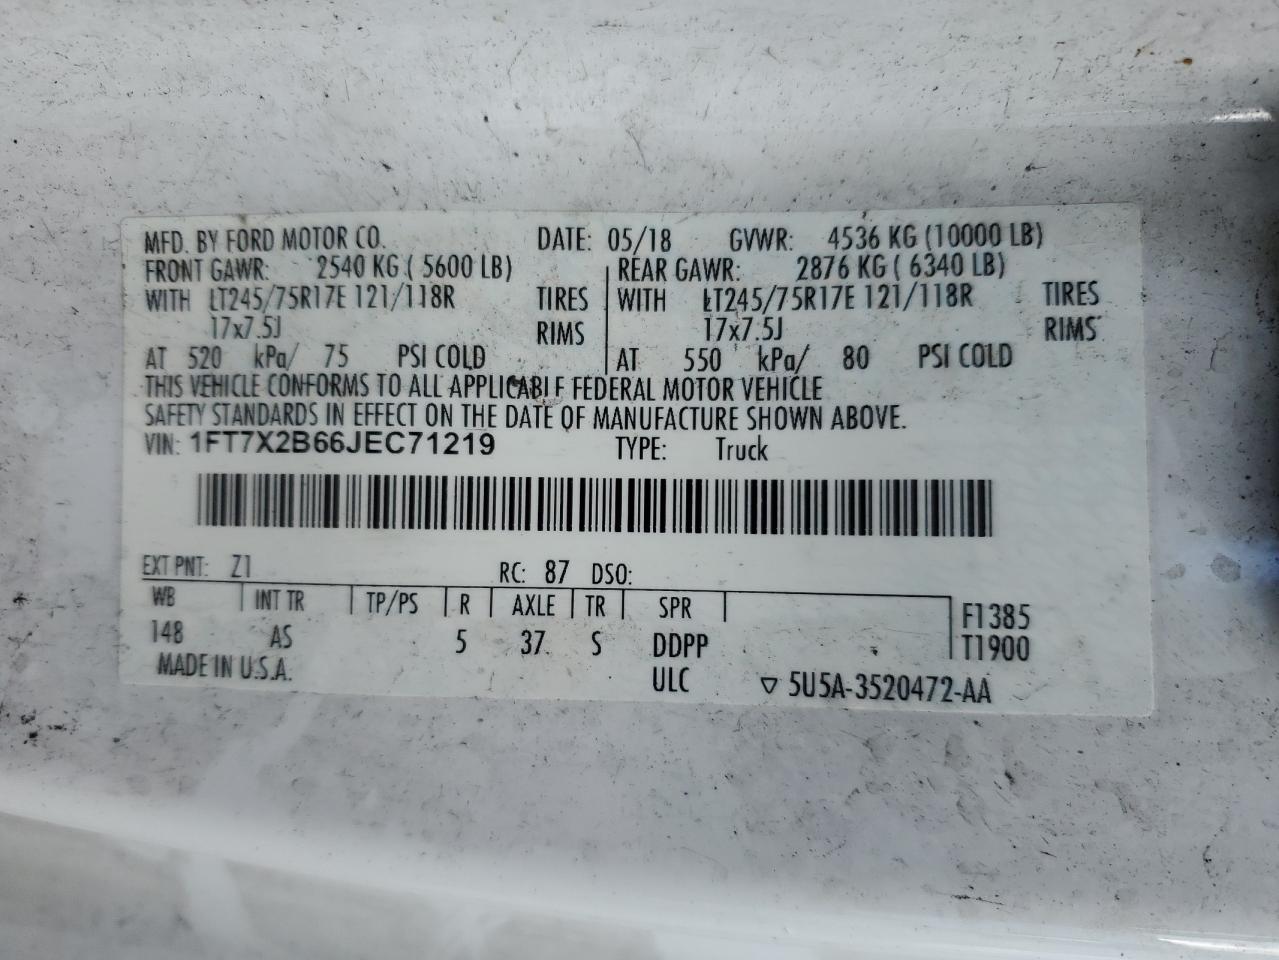 MFD. BY FORD MOTOR CO. DATE: 05/18 GVWR: 4536 KG (10000 LB)
FRONT GAWR: 2540 KG ( 5600 LB) REAR GAWR: 2876 KG ( 6340 LB)
WITH LT245/75R17E 121/118R TIRES WITH LT245/75R17E 121/118R TIRES
17x7.5J RIMS 17x7.5J RIMS
AT 520 kPa/ 75 PSI COLD AT 550 kPa/ 80 PSI COLD
THIS VEHICLE CONFORMS TO ALL APPLICABLE FEDERAL MOTOR VEHICLE
SAFETY STANDARDS IN EFFECT ON THE DATE OF MANUFACTURE SHOWN ABOVE.
VIN: 1FT7X2B66JEC71219 TYPE: Truck
EXT PNT: Z1 RC: 87 DSO:
WB INT TR TP/PS R AXLE TR SPR F1385
148 AS 5 37 S DDPP T1900
MADE IN U.S.A. ULC ▽ 5U5A-3520472-AA